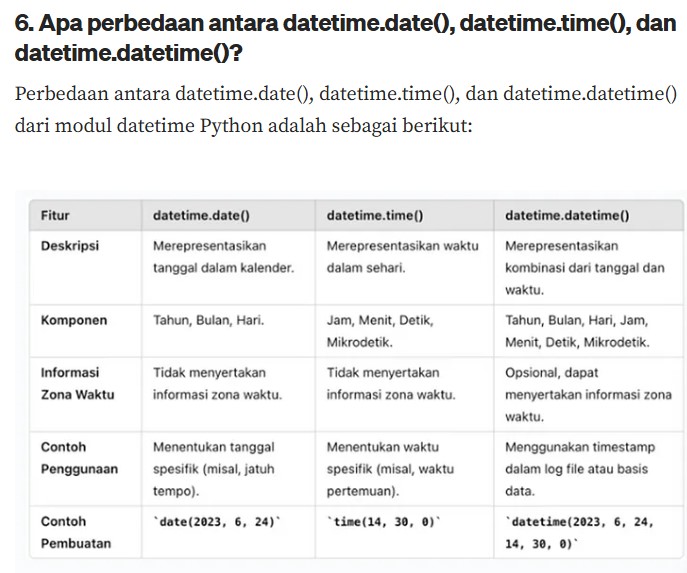 6. Apa perbedaan antara datetime.date(), datetime.time(), dan
datetime.datetime()?
Perbedaan antara datetime.date(), datetime.time(), dan datetime.datetime()
dari modul datetime Python adalah sebagai berikut:
Fitur datetime.date() datetime.time() datetime.datetime()
Deskripsi Merepresentasikan Merepresentasikan waktu Merepresentasikan
tanggal dalam kalender. dalam sehari. kombinasi dari tanggal dan
waktu.
Komponen Tahun, Bulan, Hari. Jam, Menit, Detik, Tahun, Bulan, Hari, Jam,
Mikrodetik. Menit, Detik, Mikrodetik.
Informasi Tidak menyertakan Tidak menyertakan Opsional, dapat
Zona Waktu informasi zona waktu. informasi zona waktu. menyertakan informasi zona
waktu.
Contoh Menentukan tanggal Menentukan waktu Menggunakan timestamp
Penggunaan spesifik (misal, jatuh spesifik (misal, waktu dalam log file atau basis
tempo). pertemuan). data.
Contoh `date(2023, 6, 24)` `time(14, 30, 0)` `datetime(2023, 6, 24,
Pembuatan 14, 30, 0)`